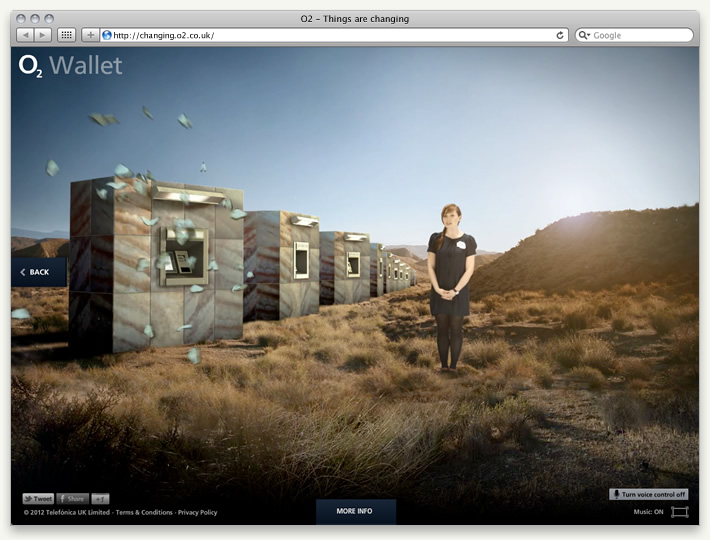 O2 – Things are changing
http://changing.o2.co.uk/
Google
O2 Wallet
BACK
Tweet
Share
+1
Turn voice control off
© 2012 Telefónica UK Limited · Terms & Conditions · Privacy Policy
MORE INFO
Music: ON